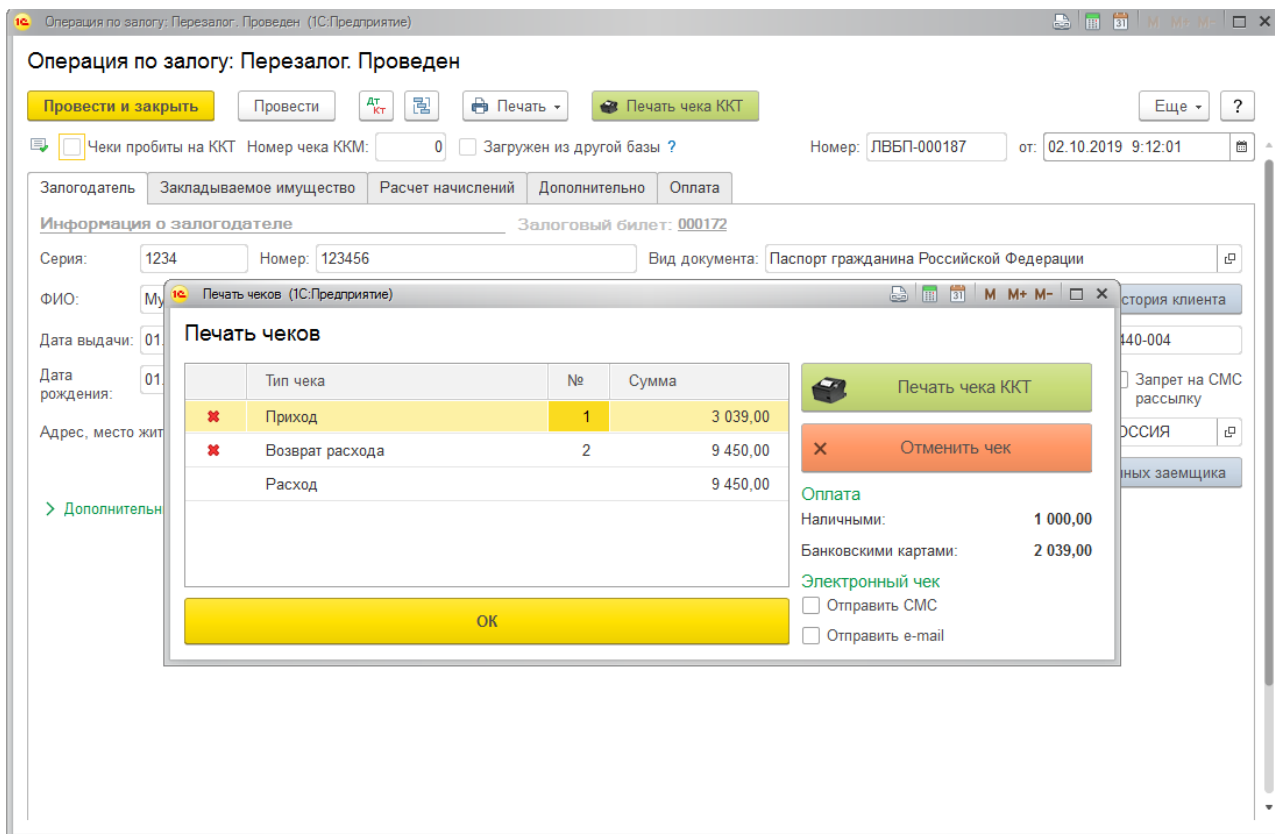 Операция по залогу: Перезалог. Проведен (1С:Предприятие)
31 M M+ M-
Операция по залогу: Перезалог. Проведен
Провести и закрыть Провести Дт Кт Печать Печать чека ККТ Еще ?
Чеки пробиты на ККТ Номер чека ККМ: 0 Загружен из другой базы ? Номер: ЛВБП-000187 от: 02.10.2019 9:12:01
Залогодатель Закладываемое имущество Расчет начислений Дополнительно Оплата
Информация о залогодателе Залоговый билет: 000172
Серия: 1234 Номер: 123456 Вид документа: Паспорт гражданина Российской Федерации
ФИО: Му стория клиента
Дата выдачи: 01. 440-004
Дата рождения: 01. Запрет на СМС рассылку
Адрес, место жит ОССИЯ
нных заемщика
Дополнительн
Печать чеков (1С:Предприятие) 31 M M+ M-
Печать чеков
Тип чека № Сумма
Приход 1 3 039,00
Возврат расхода 2 9 450,00
Расход 9 450,00
ОК
Печать чека ККТ
Отменить чек
Оплата
Наличными: 1 000,00
Банковскими картами: 2 039,00
Электронный чек
Отправить СМС
Отправить e-mail